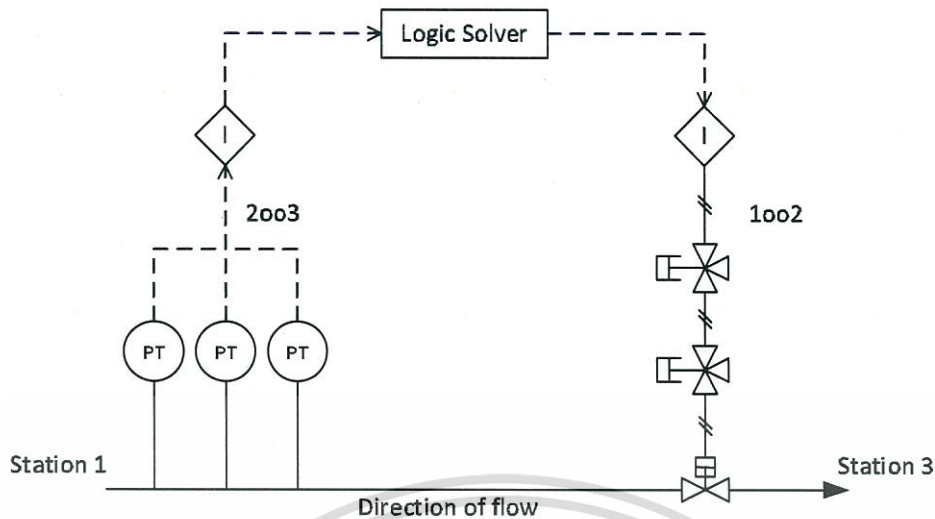 Logic Solver
I
I
2oo3
1oo2
PT
PT
PT
Station 1
Station 3
Direction of flow